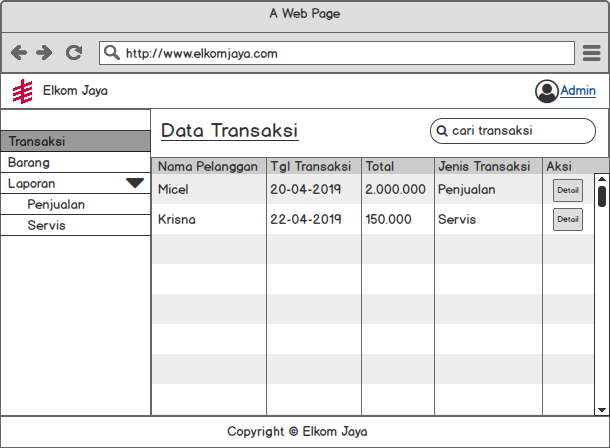 A Web Page
http://www.elkomjaya.com
Elkom Jaya
Admin
Transaksi
Barang
Laporan
Penjualan
Servis
Data Transaksi
cari transaksi
Nama Pelanggan Tgl Transaksi Total Jenis Transaksi Aksi
Micel 20-04-2019 2.000.000 Penjualan Detail
Krisna 22-04-2019 150.000 Servis Detail
Copyright © Elkom Jaya